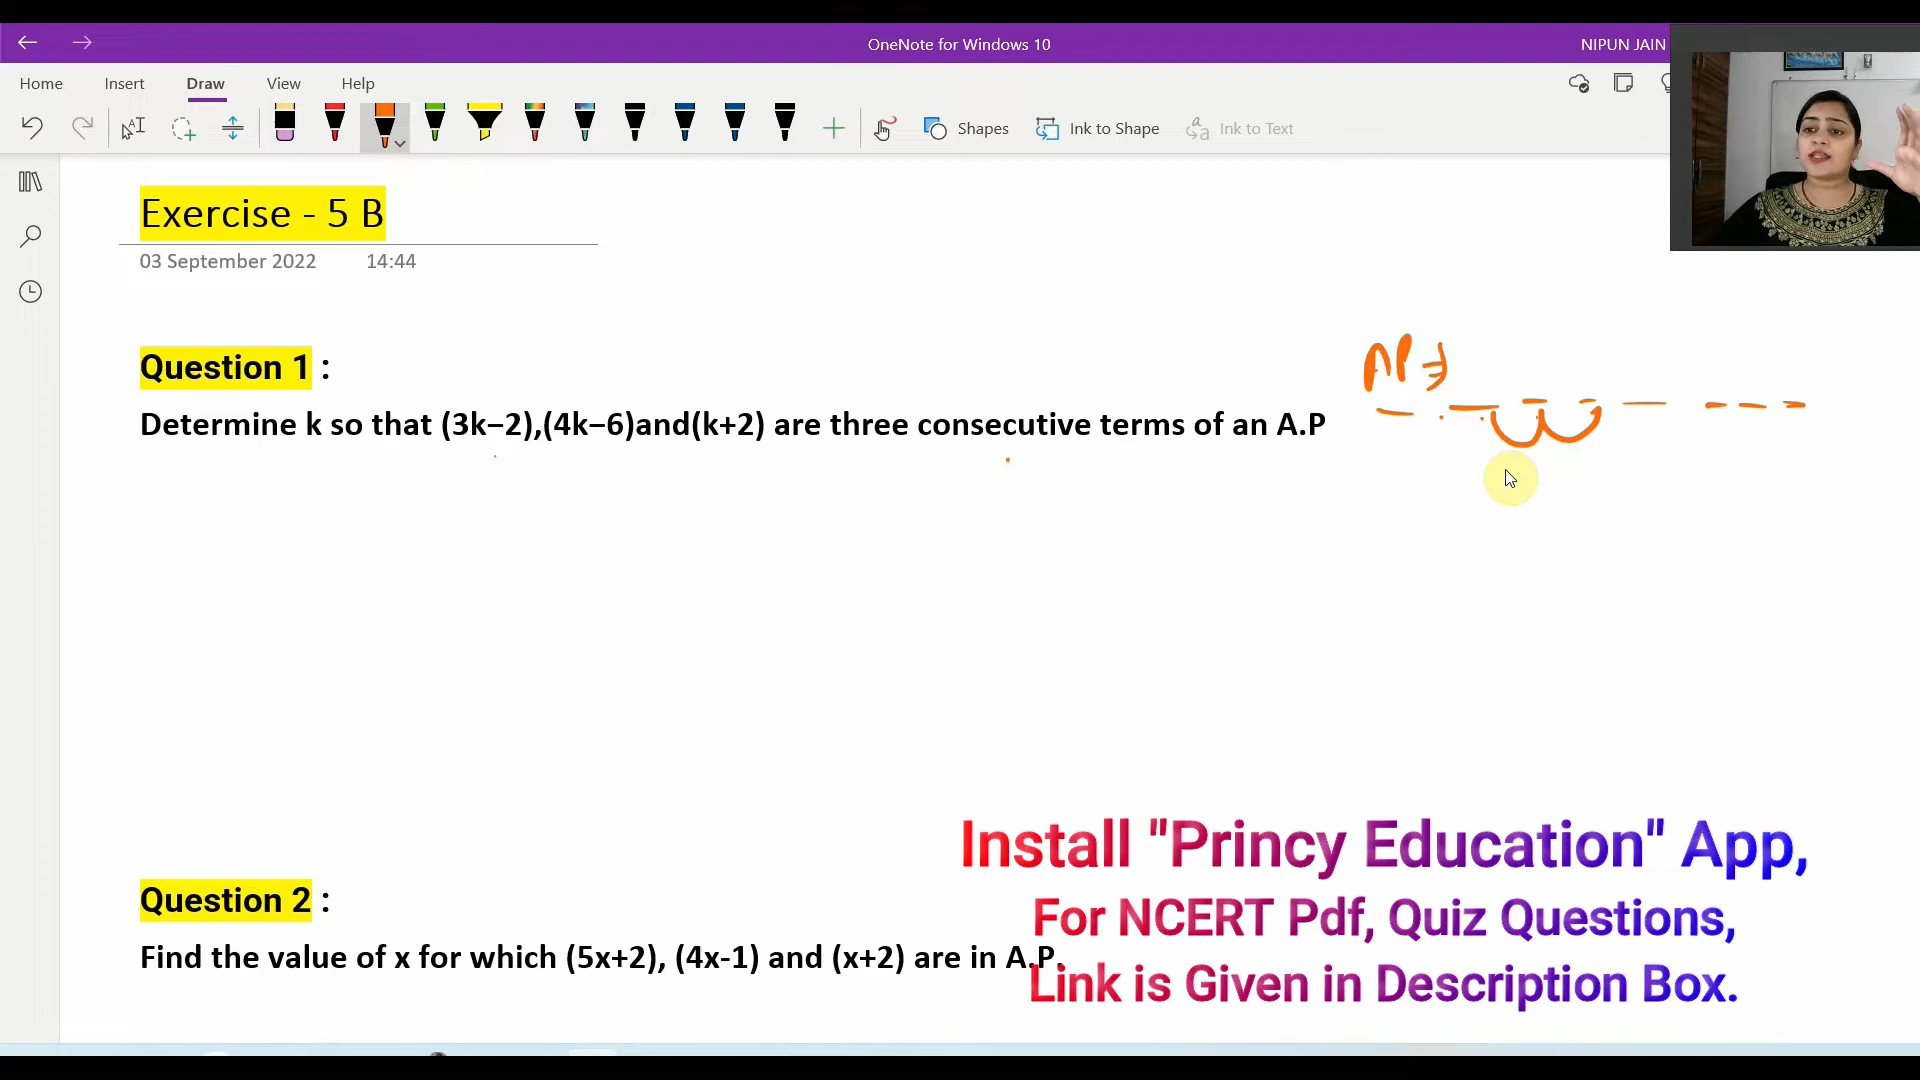 OneNote for Windows 10
NIPUN JAIN
Home Insert Draw View Help
Shapes Ink to Shape Ink to Text
Exercise - 5 B
03 September 2022 14:44
Question 1 :
AP ⇒
Determine k so that (3k−2),(4k−6)and(k+2) are three consecutive terms of an A.P
Install "Princy Education" App,
For NCERT Pdf, Quiz Questions,
Link is Given in Description Box.
Question 2 :
Find the value of x for which (5x+2), (4x-1) and (x+2) are in A.P.